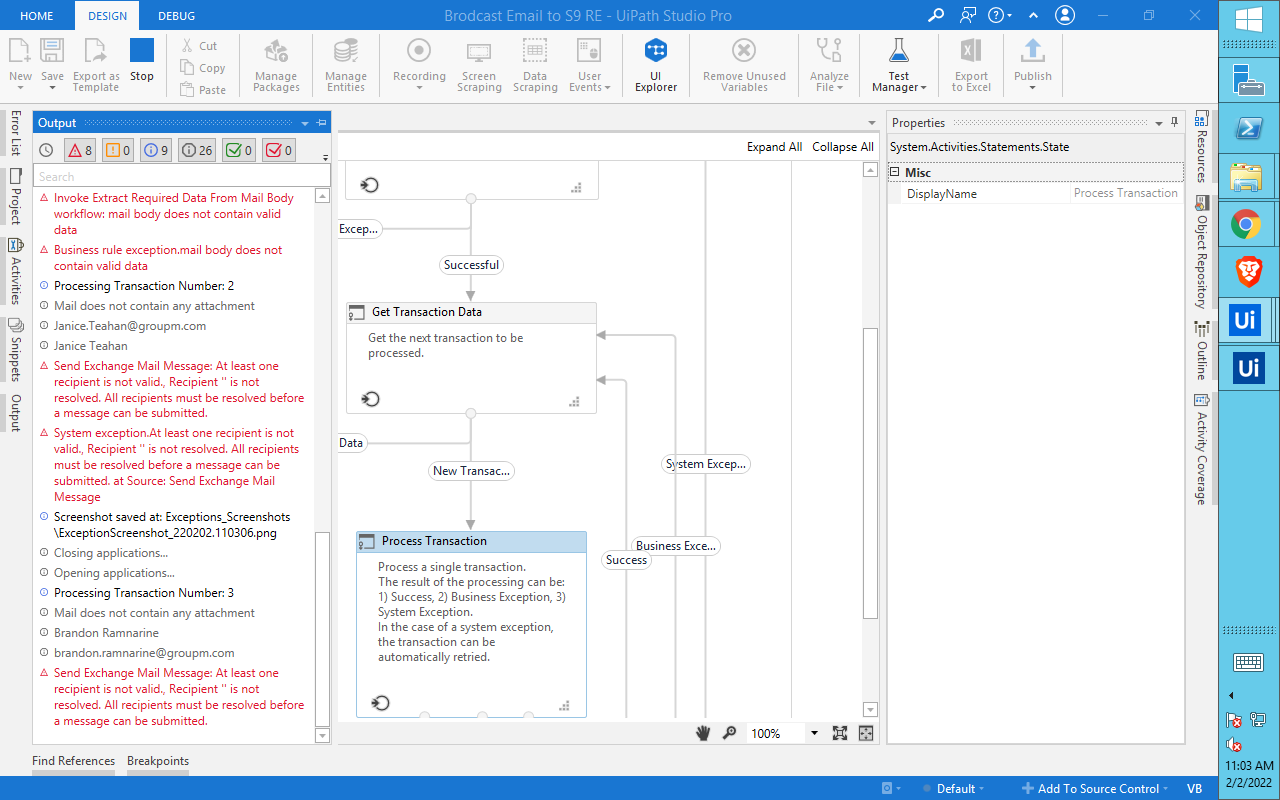 HOME
DESIGN
DEBUG
Brodcast Email to S9 RE - UiPath Studio Pro
New
Save
Export as
Template
Stop
Cut
Copy
Paste
Manage
Packages
Manage
Entities
Recording
Screen
Scraping
Data
Scraping
User
Events
UI
Explorer
Remove Unused
Variables
Analyze
File
Test
Manager
Export
to Excel
Publish
Error List
Project
Activities
Snippets
Output
Output
8
0
9
26
0
0
Search
Invoke Extract Required Data From Mail Body
workflow: mail body does not contain valid
data
Business rule exception.mail body does not
contain valid data
Processing Transaction Number: 2
Mail does not contain any attachment
Janice.Teahan@groupm.com
Janice Teahan
Send Exchange Mail Message: At least one
recipient is not valid., Recipient '' is not
resolved. All recipients must be resolved before
a message can be submitted.
System exception.At least one recipient is not
valid., Recipient '' is not resolved. All recipients
must be resolved before a message can be
submitted. at Source: Send Exchange Mail
Message
Screenshot saved at: Exceptions_Screenshots
\ExceptionScreenshot_220202.110306.png
Closing applications...
Opening applications...
Processing Transaction Number: 3
Mail does not contain any attachment
Brandon Ramnarine
brandon.ramnarine@groupm.com
Send Exchange Mail Message: At least one
recipient is not valid., Recipient '' is not
resolved. All recipients must be resolved before
a message can be submitted.
Find References
Breakpoints
Expand All
Collapse All
Excep...
Successful
Get Transaction Data
Get the next transaction to be
processed.
Data
New Transac...
System Excep...
Business Exce...
Success
Process Transaction
Process a single transaction.
The result of the processing can be:
1) Success, 2) Business Exception, 3)
System Exception.
In the case of a system exception,
the transaction can be
automatically retried.
100%
Properties
System.Activities.Statements.State
Misc
DisplayName
Process Transaction
Resources
Object Repository
Outline
Activity Coverage
Default
Add To Source Control
VB
Ui
Ui
11:03 AM
2/2/2022